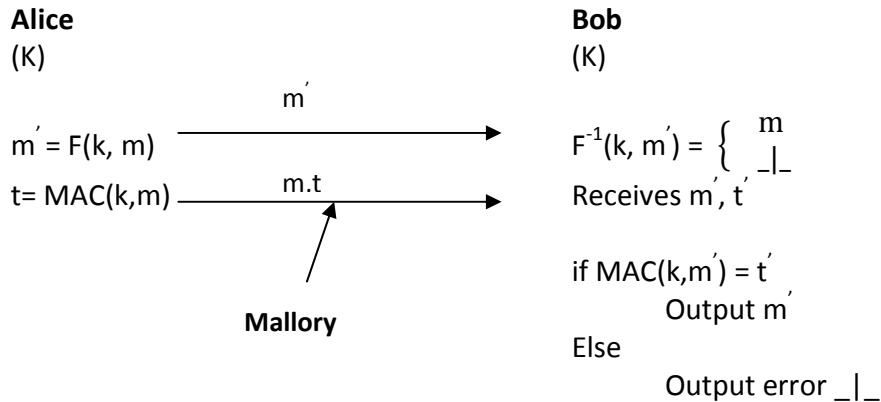 Alice
(K)
m′ = F(k, m)
t= MAC(k,m)
m′
m.t
Mallory
Bob
(K)
F⁻¹(k, m′) = { m
_|_
Receives m′, t′
if MAC(k,m′) = t′
Output m′
Else
Output error _|_